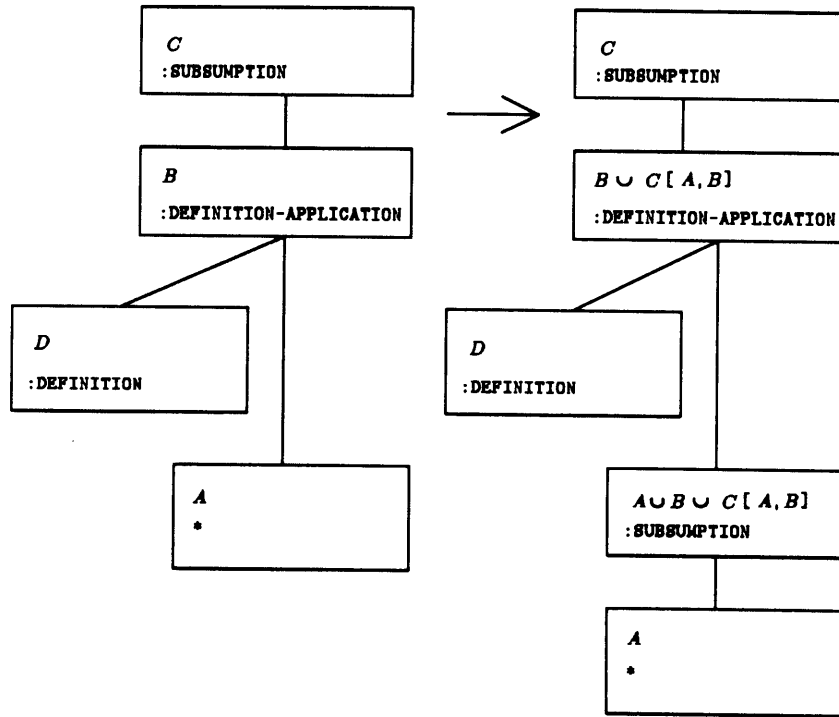 C
:SUBSUMPTION
B
:DEFINITION-APPLICATION
D
:DEFINITION
A
*
C
:SUBSUMPTION
B ∪ C [ A, B]
:DEFINITION-APPLICATION
D
:DEFINITION
A ∪ B ∪ C [ A, B]
:SUBSUMPTION
A
*